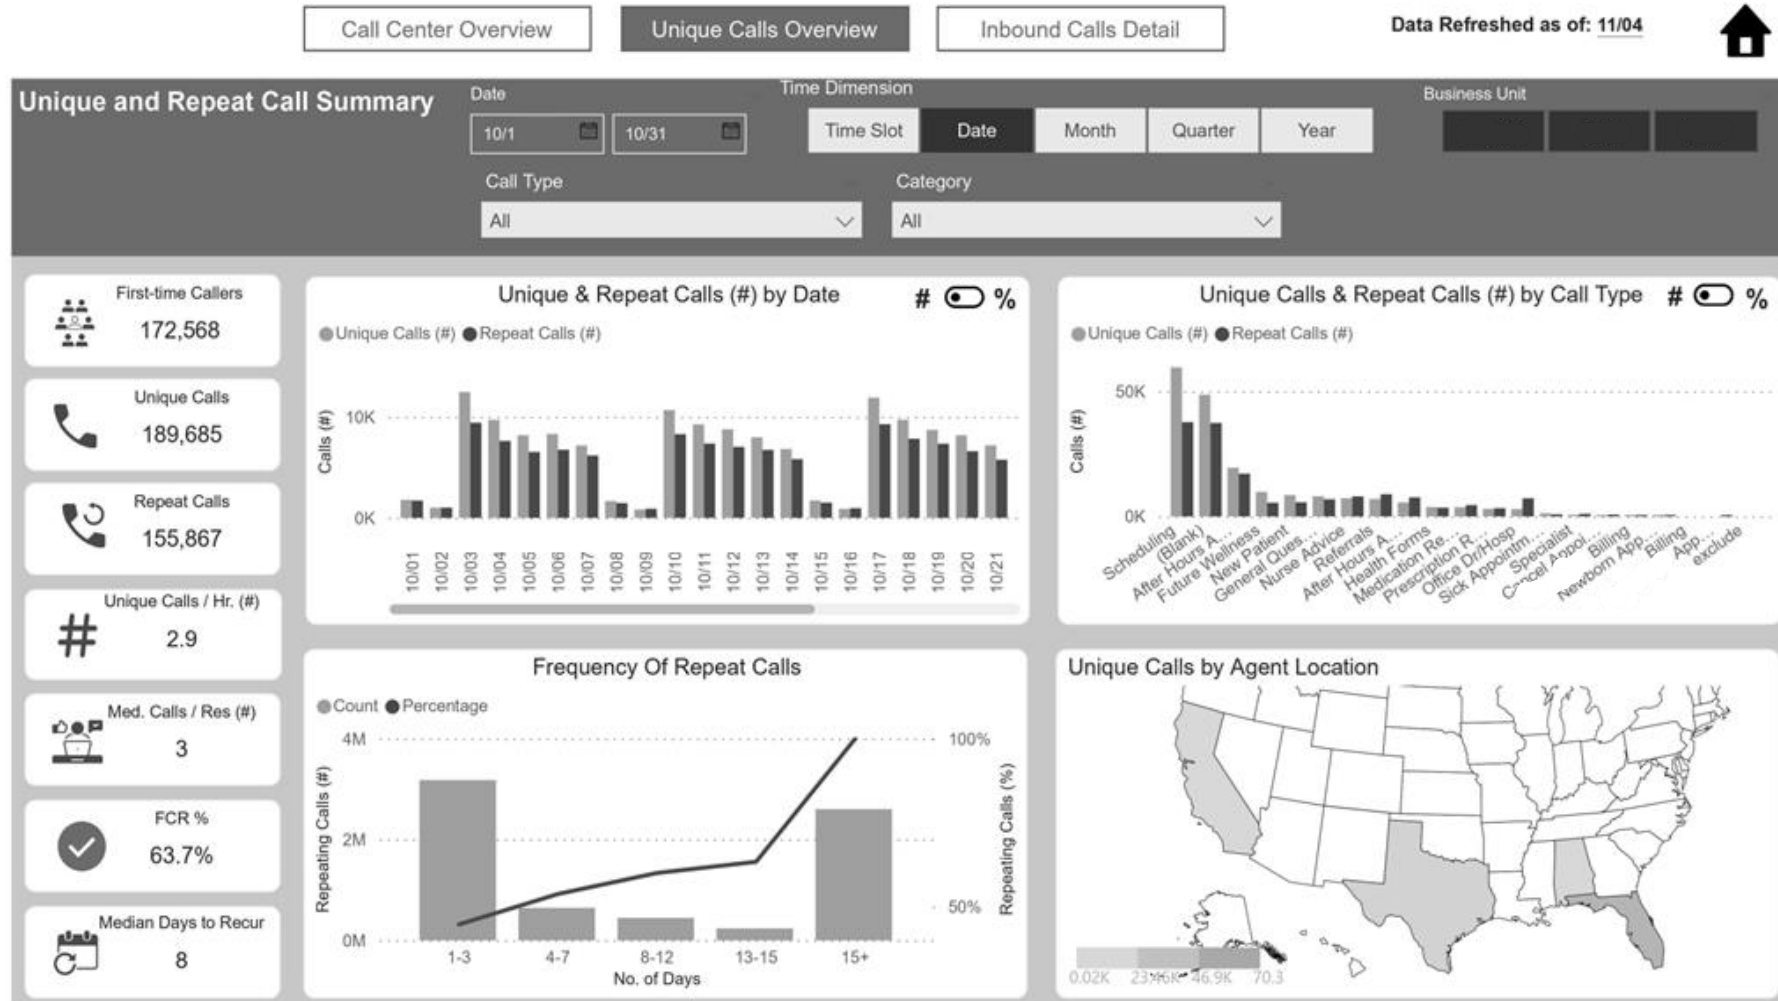 Call Center Overview
Unique Calls Overview
Inbound Calls Detail
Data Refreshed as of: 11/04
Unique and Repeat Call Summary
Date
10/1
10/31
Time Dimension
Time Slot
Date
Month
Quarter
Year
Business Unit
Call Type
All
Category
All
First-time Callers
172,568
Unique Calls
189,685
Repeat Calls
155,867
Unique Calls / Hr. (#)
2.9
Med. Calls / Res (#)
3
FCR %
63.7%
Median Days to Recur
8
Unique & Repeat Calls (#) by Date
# %
Unique Calls (#) Repeat Calls (#)
Calls (#)
10K
0K
10/01
10/02
10/03
10/04
10/05
10/06
10/07
10/08
10/09
10/10
10/11
10/12
10/13
10/14
10/15
10/16
10/17
10/18
10/19
10/20
10/21
Unique Calls & Repeat Calls (#) by Call Type
# %
Unique Calls (#) Repeat Calls (#)
Calls (#)
50K
0K
Scheduling
(Blank)
After Hours A...
Future Wellness
New Patient
General Ques...
Nurse Advice
Referrals
After Hours A...
Health Forms
Medication Re...
Prescription R...
Office Dr/Hosp
Sick Appointm...
Specialist
Cancel Appoi...
Billing
Newborn App...
Billing
App...
exclude
Frequency Of Repeat Calls
Count Percentage
Repeating Calls (#)
4M
2M
0M
1-3
4-7
8-12
13-15
15+
No. of Days
100%
50%
Repeating Calls (%)
Unique Calls by Agent Location
0.02K
23.46K
46.9K
70.3